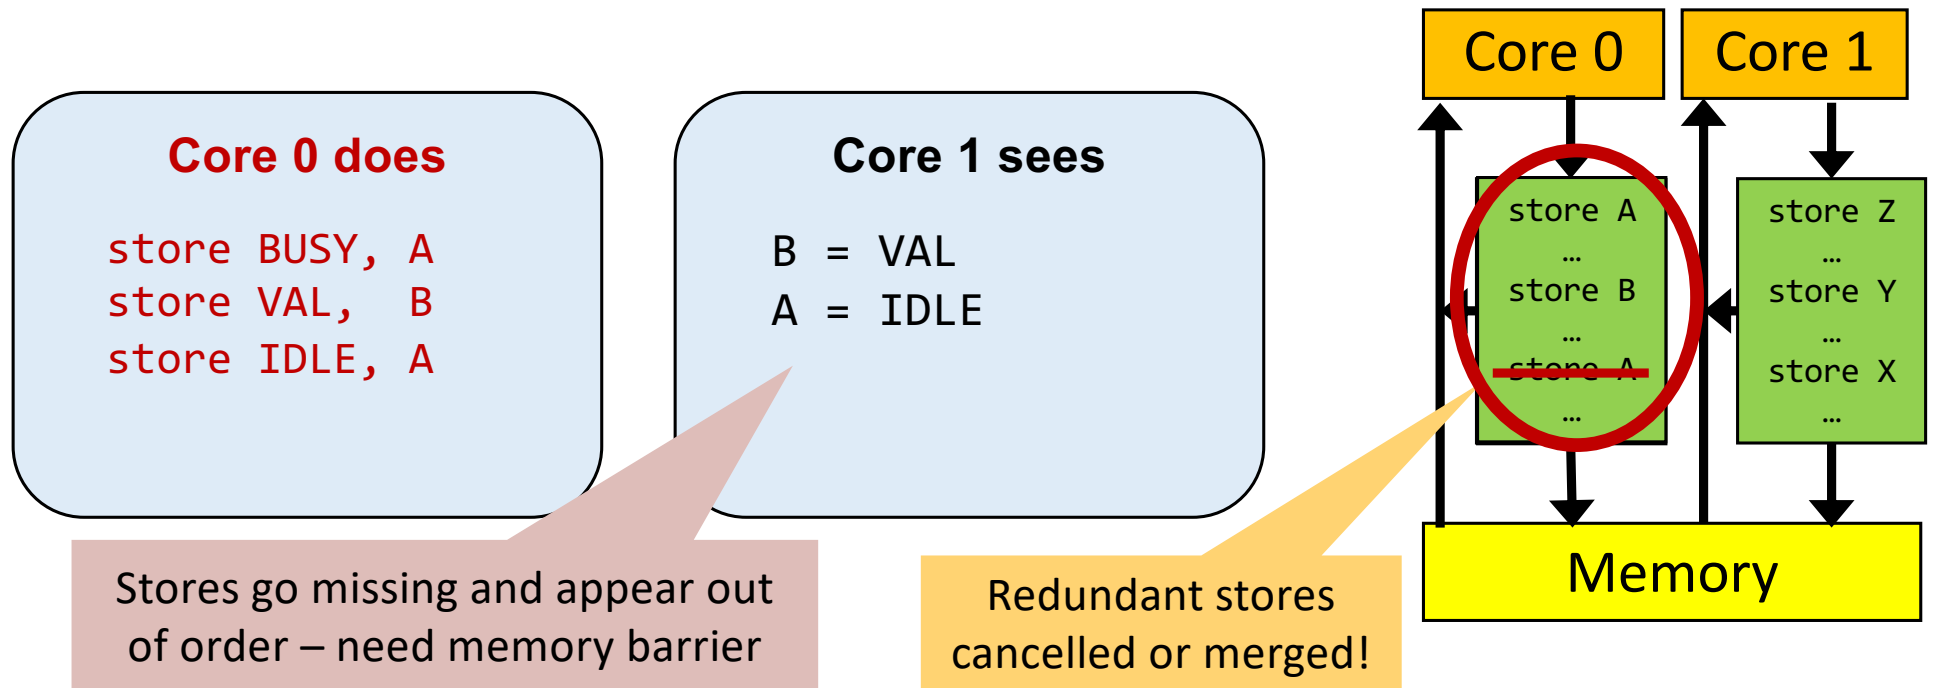 Core 0 does
store BUSY, A
store VAL,  B
store IDLE, A
Core 1 sees
B = VAL
A = IDLE
Stores go missing and appear out
of order – need memory barrier
Redundant stores
cancelled or merged!
Core 0
store A
…
store B
…
store A
…
Core 1
store Z
…
store Y
…
store X
…
Memory